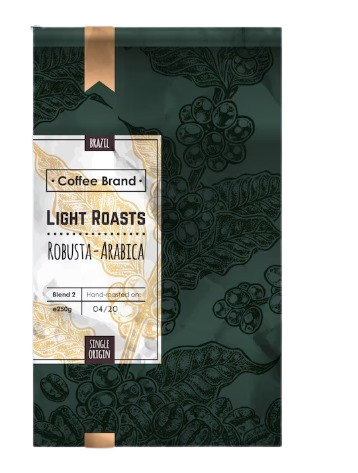 BRAZIL
· Coffee Brand ·
LIGHT ROASTS
ROBUSTA-ARABICA
Blend 2 Hand-roasted on:
e250g 04/20
SINGLE
ORIGIN